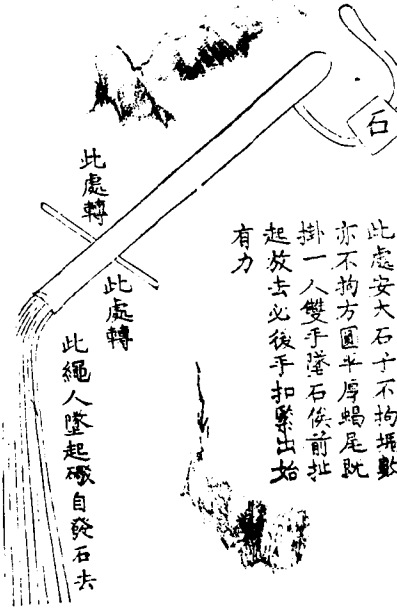 石
此處安大石子不拘塊數
亦不拘方圓半厚蝎尾既
掛一人雙手墜石俟前扯
起放去必後手扣緊出始
有力
此處轉
此處轉
此繩人墜起礮自發石去